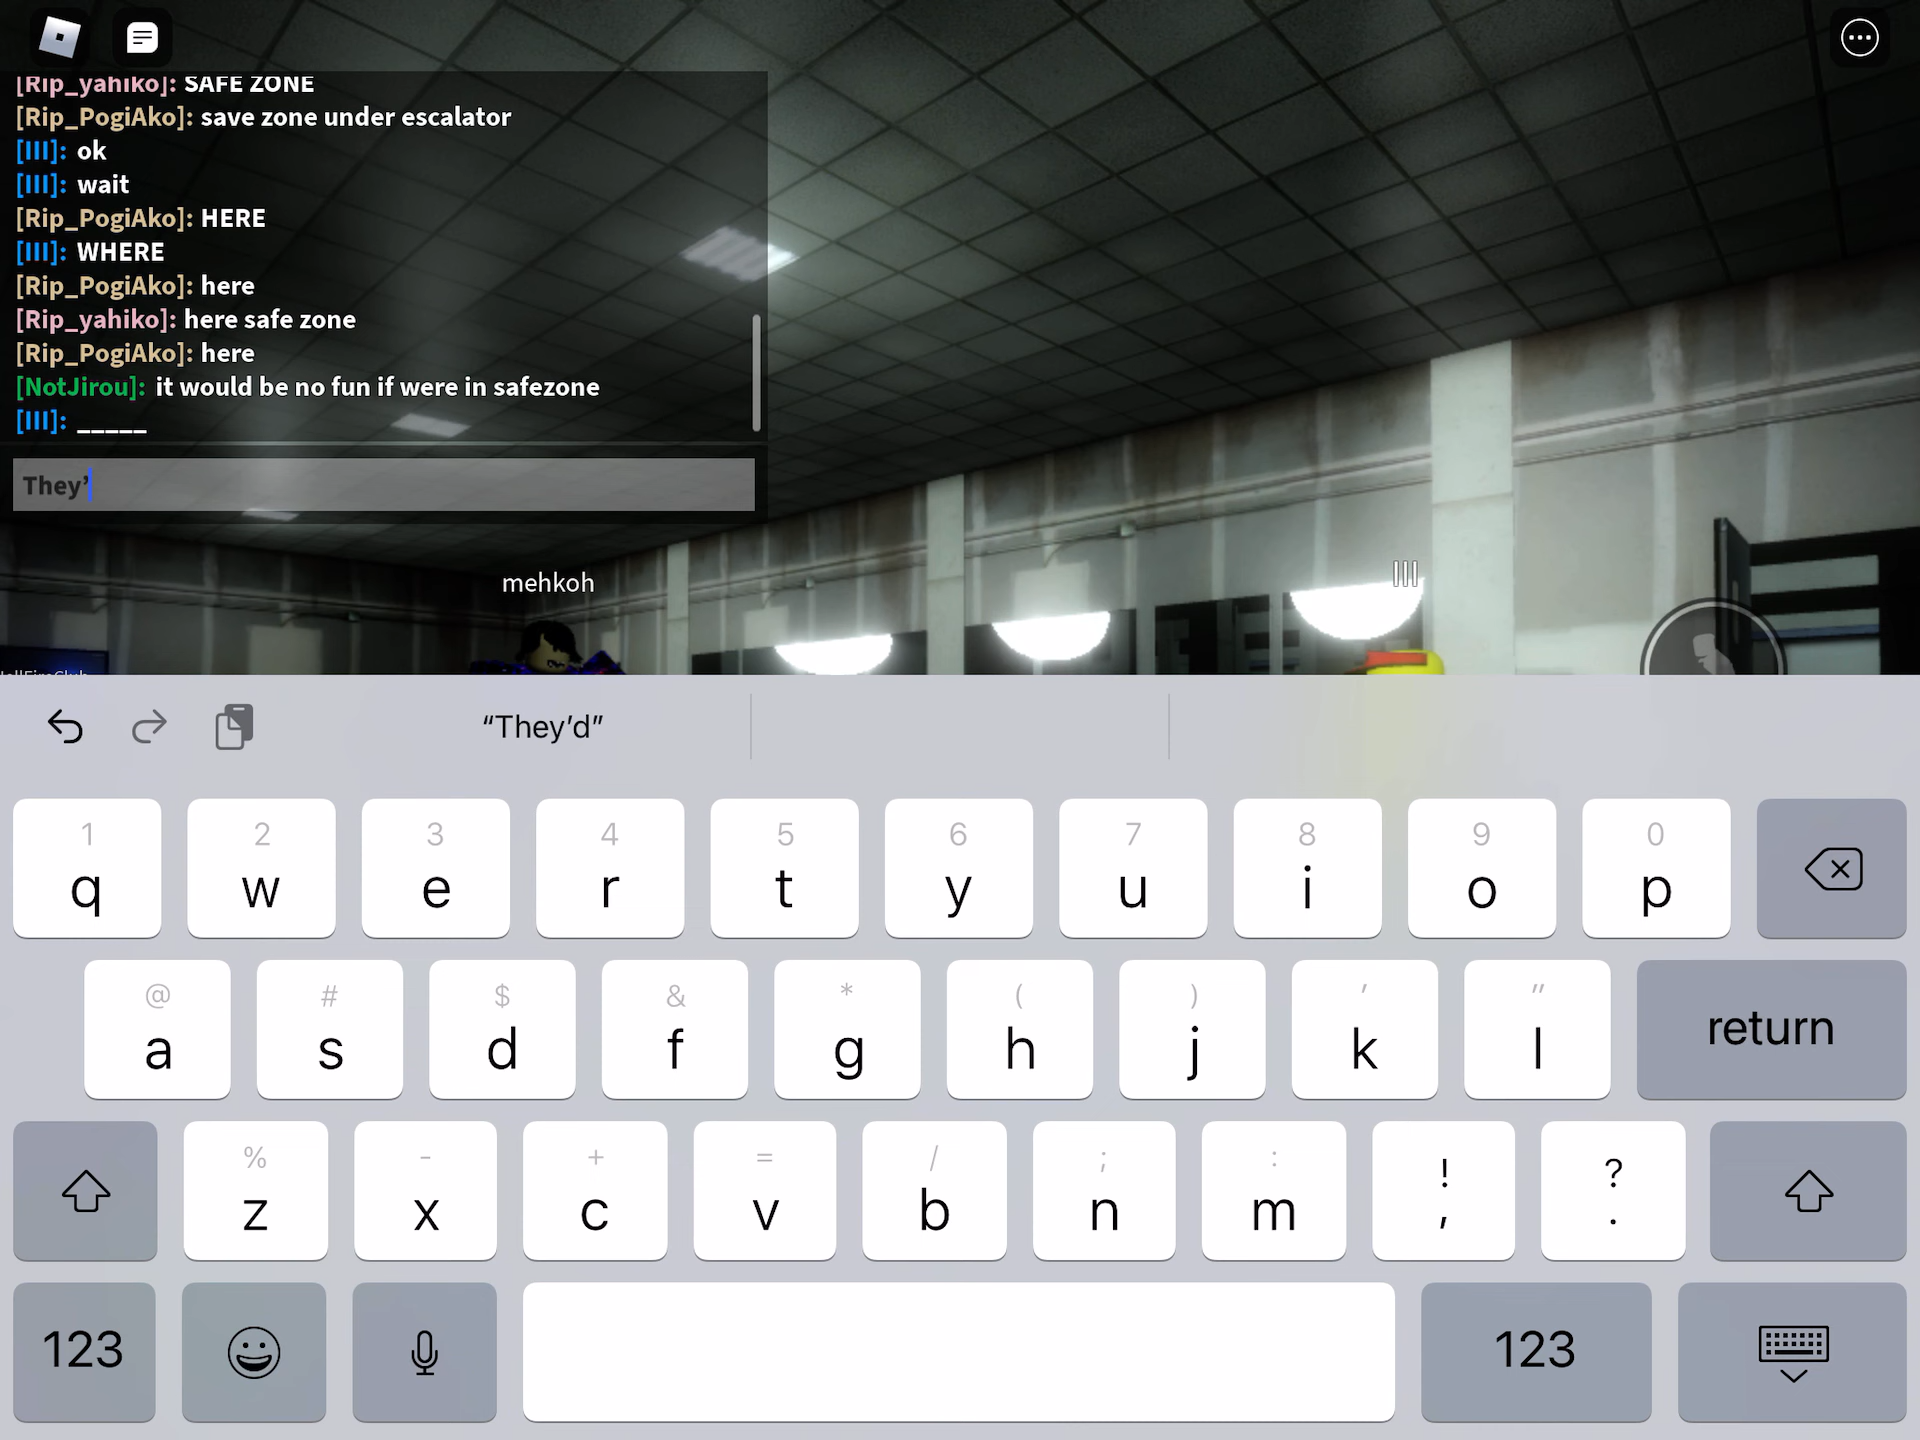 [Rip_yahiko]: SAFE ZONE
[Rip_PogiAko]: save zone under escalator
[III]: ok
[III]: wait
[Rip_PogiAko]: HERE
[III]: WHERE
[Rip_PogiAko]: here
[Rip_yahiko]: here safe zone
[Rip_PogiAko]: here
[NotJirou]: it would be no fun if were in safezone
[III]: _____
They’
mehkoh
III
“They’d”
1 2 3 4 5 6 7 8 9 0
q w e r t y u i o p
@ # $ & * ( ) ' "
a s d f g h j k l return
% - + = / ; : ! ?
z x c v b n m , .
123 123